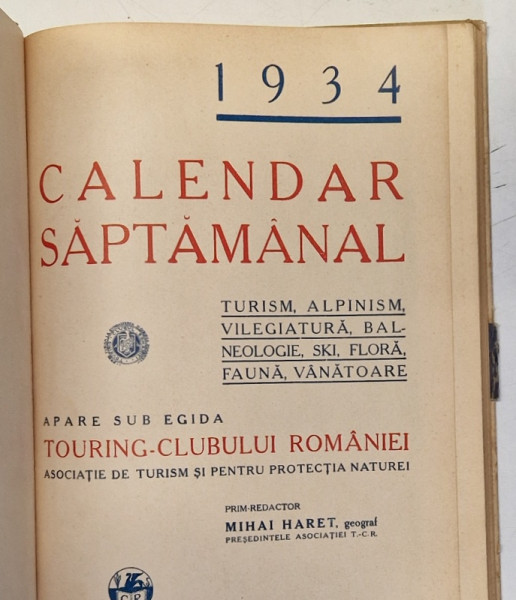 1934
CALENDAR
SĂPTĂMÂNAL
TURISM, ALPINISM,
VILEGIATURĂ, BAL-
NEOLOGIE, SKI, FLORĂ,
FAUNĂ, VÂNĂTOARE
APARE SUB EGIDA
TOURING-CLUBULUI ROMÂNIEI
ASOCIAȚIE DE TURISM ȘI PENTRU PROTECȚIA NATUREI
PRIM-REDACTOR
MIHAI HARET, geograf
PREȘEDINTELE ASOCIAȚIEI T.-C.R.
C R